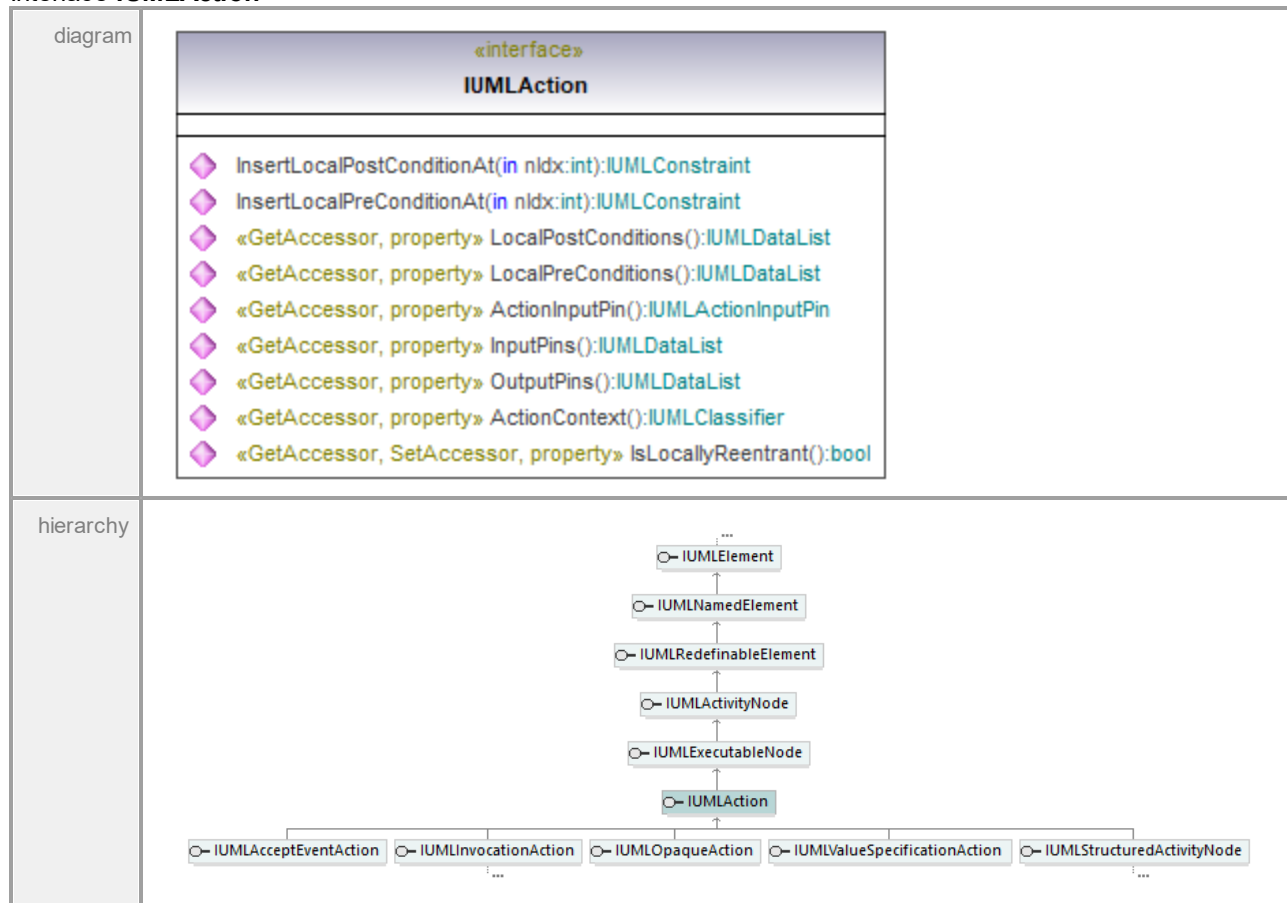 interface IUMLAction
diagram
«interface»
IUMLAction
InsertLocalPostConditionAt(in nIdx:int):IUMLConstraint
InsertLocalPreConditionAt(in nIdx:int):IUMLConstraint
«GetAccessor, property» LocalPostConditions():IUMLDataList
«GetAccessor, property» LocalPreConditions():IUMLDataList
«GetAccessor, property» ActionInputPin():IUMLActionInputPin
«GetAccessor, property» InputPins():IUMLDataList
«GetAccessor, property» OutputPins():IUMLDataList
«GetAccessor, property» ActionContext():IUMLClassifier
«GetAccessor, SetAccessor, property» IsLocallyReentrant():bool
hierarchy
...
IUMLElement
IUMLNamedElement
IUMLRedefinableElement
IUMLActivityNode
IUMLExecutableNode
IUMLAction
IUMLAcceptEventAction IUMLInvocationAction IUMLOpaqueAction IUMLValueSpecificationAction IUMLStructuredActivityNode
... ...